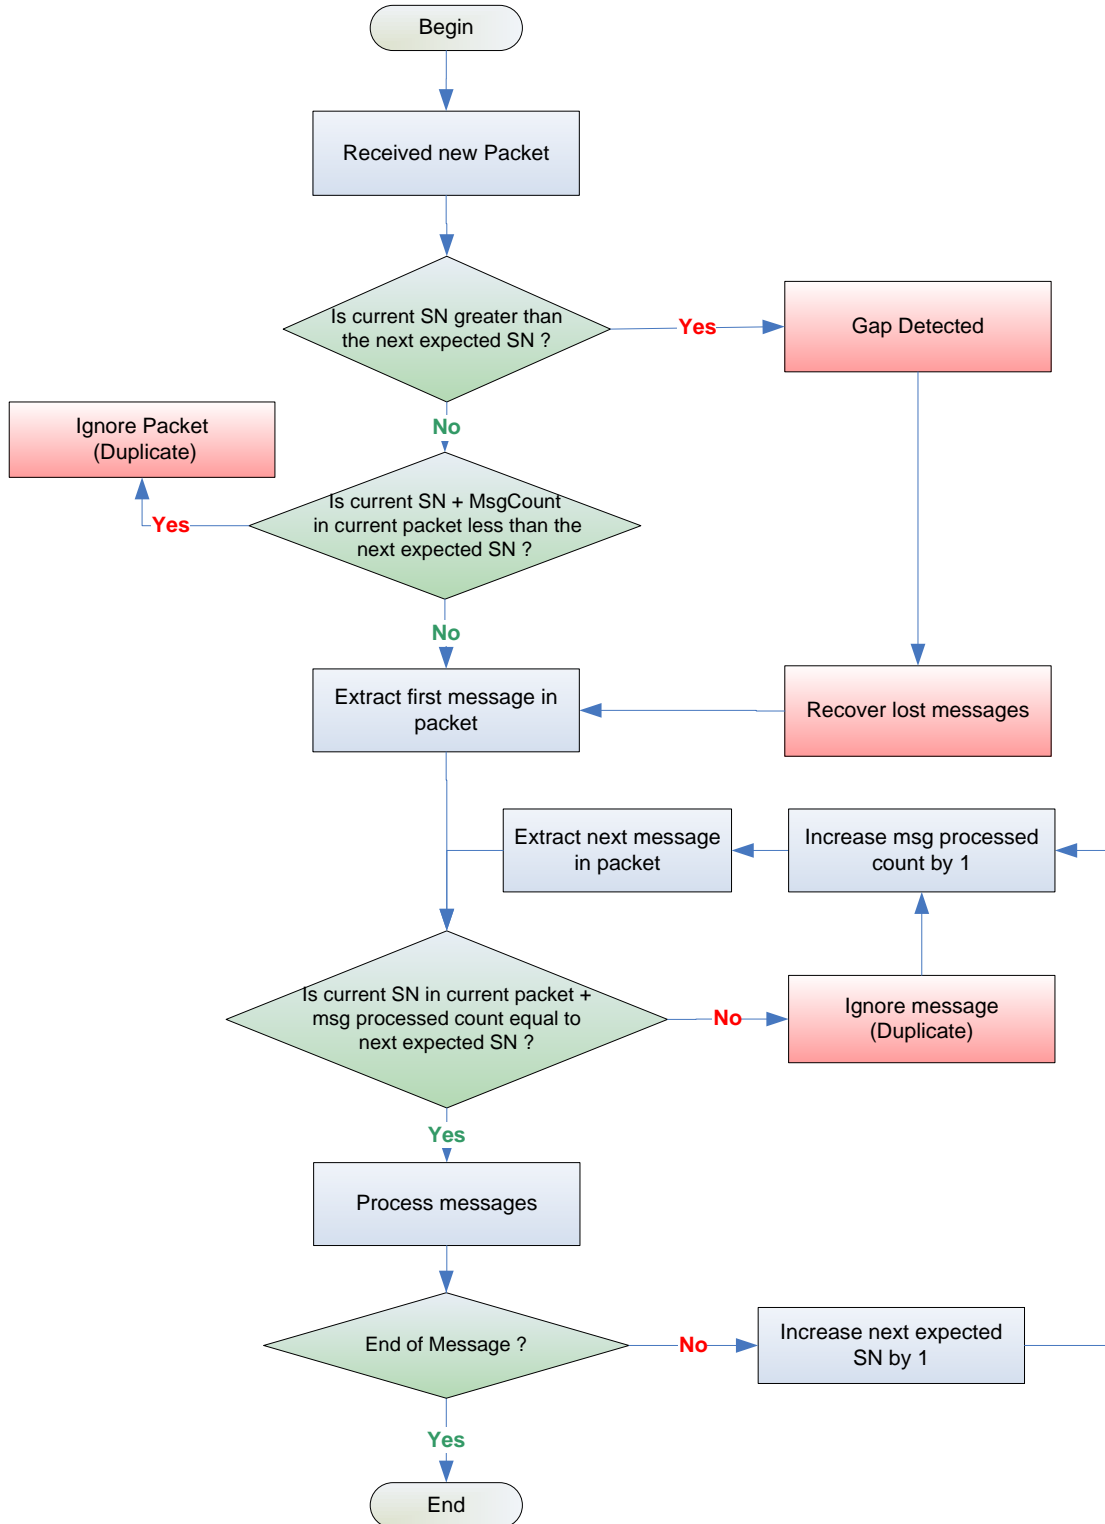 Begin
Received new Packet
Is current SN greater than
the next expected SN ?
Yes
Gap Detected
No
Ignore Packet
(Duplicate)
Is current SN + MsgCount
in current packet less than the
next expected SN ?
Yes
No
Extract first message in
packet
Recover lost messages
Extract next message
in packet
Increase msg processed
count by 1
Is current SN in current packet +
msg processed count equal to
next expected SN ?
No
Ignore message
(Duplicate)
Yes
Process messages
End of Message ?
No
Increase next expected
SN by 1
Yes
End